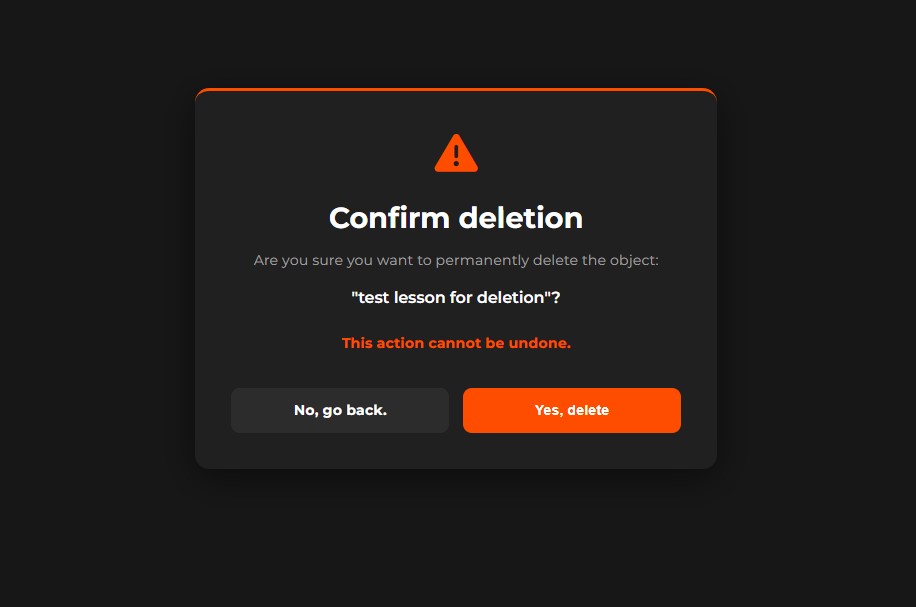 Confirm deletion
Are you sure you want to permanently delete the object:
"test lesson for deletion"?
This action cannot be undone.
No, go back.
Yes, delete